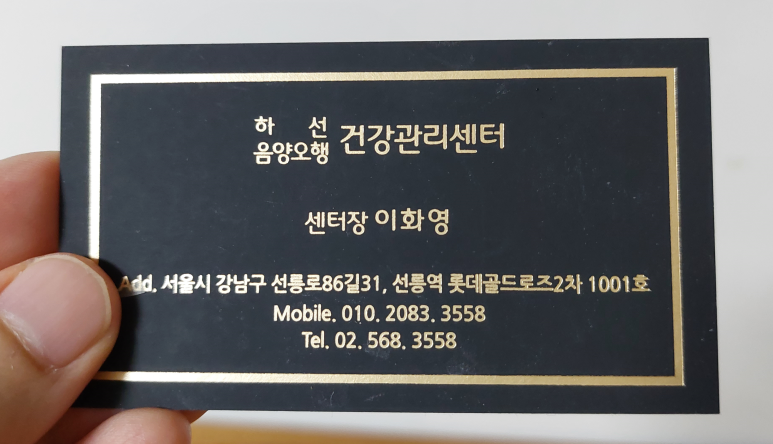 하 선
음양오행 건강관리센터
센터장 이화영
Add. 서울시 강남구 선릉로86길31, 선릉역 롯데골드로즈2차 1001호
Mobile. 010. 2083. 3558
Tel. 02. 568. 3558